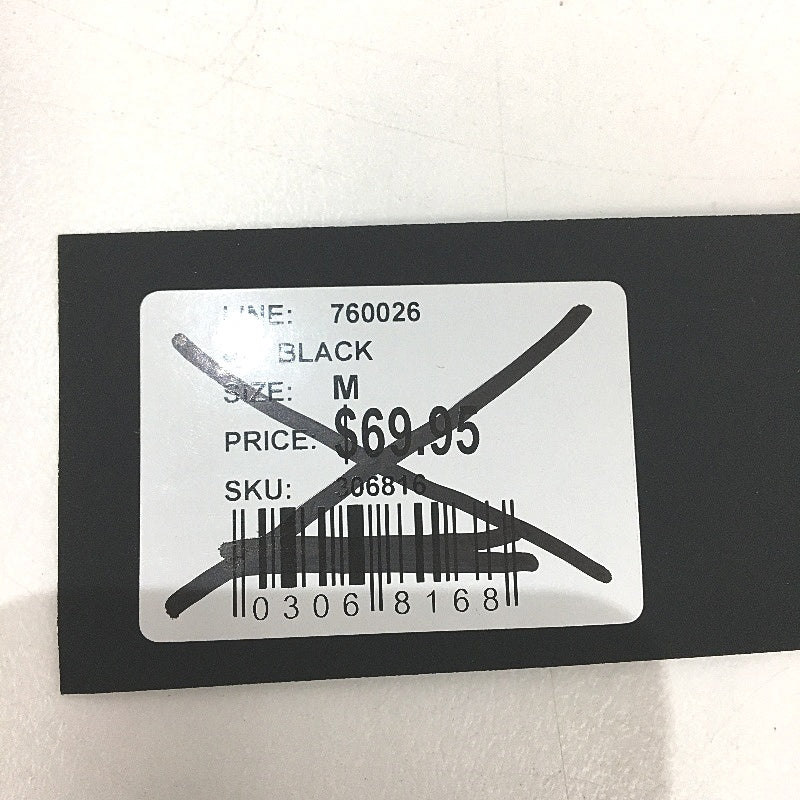 LINE: 760026
BLACK
SIZE: M
PRICE: $69.95
SKU: 306816
0306 8168